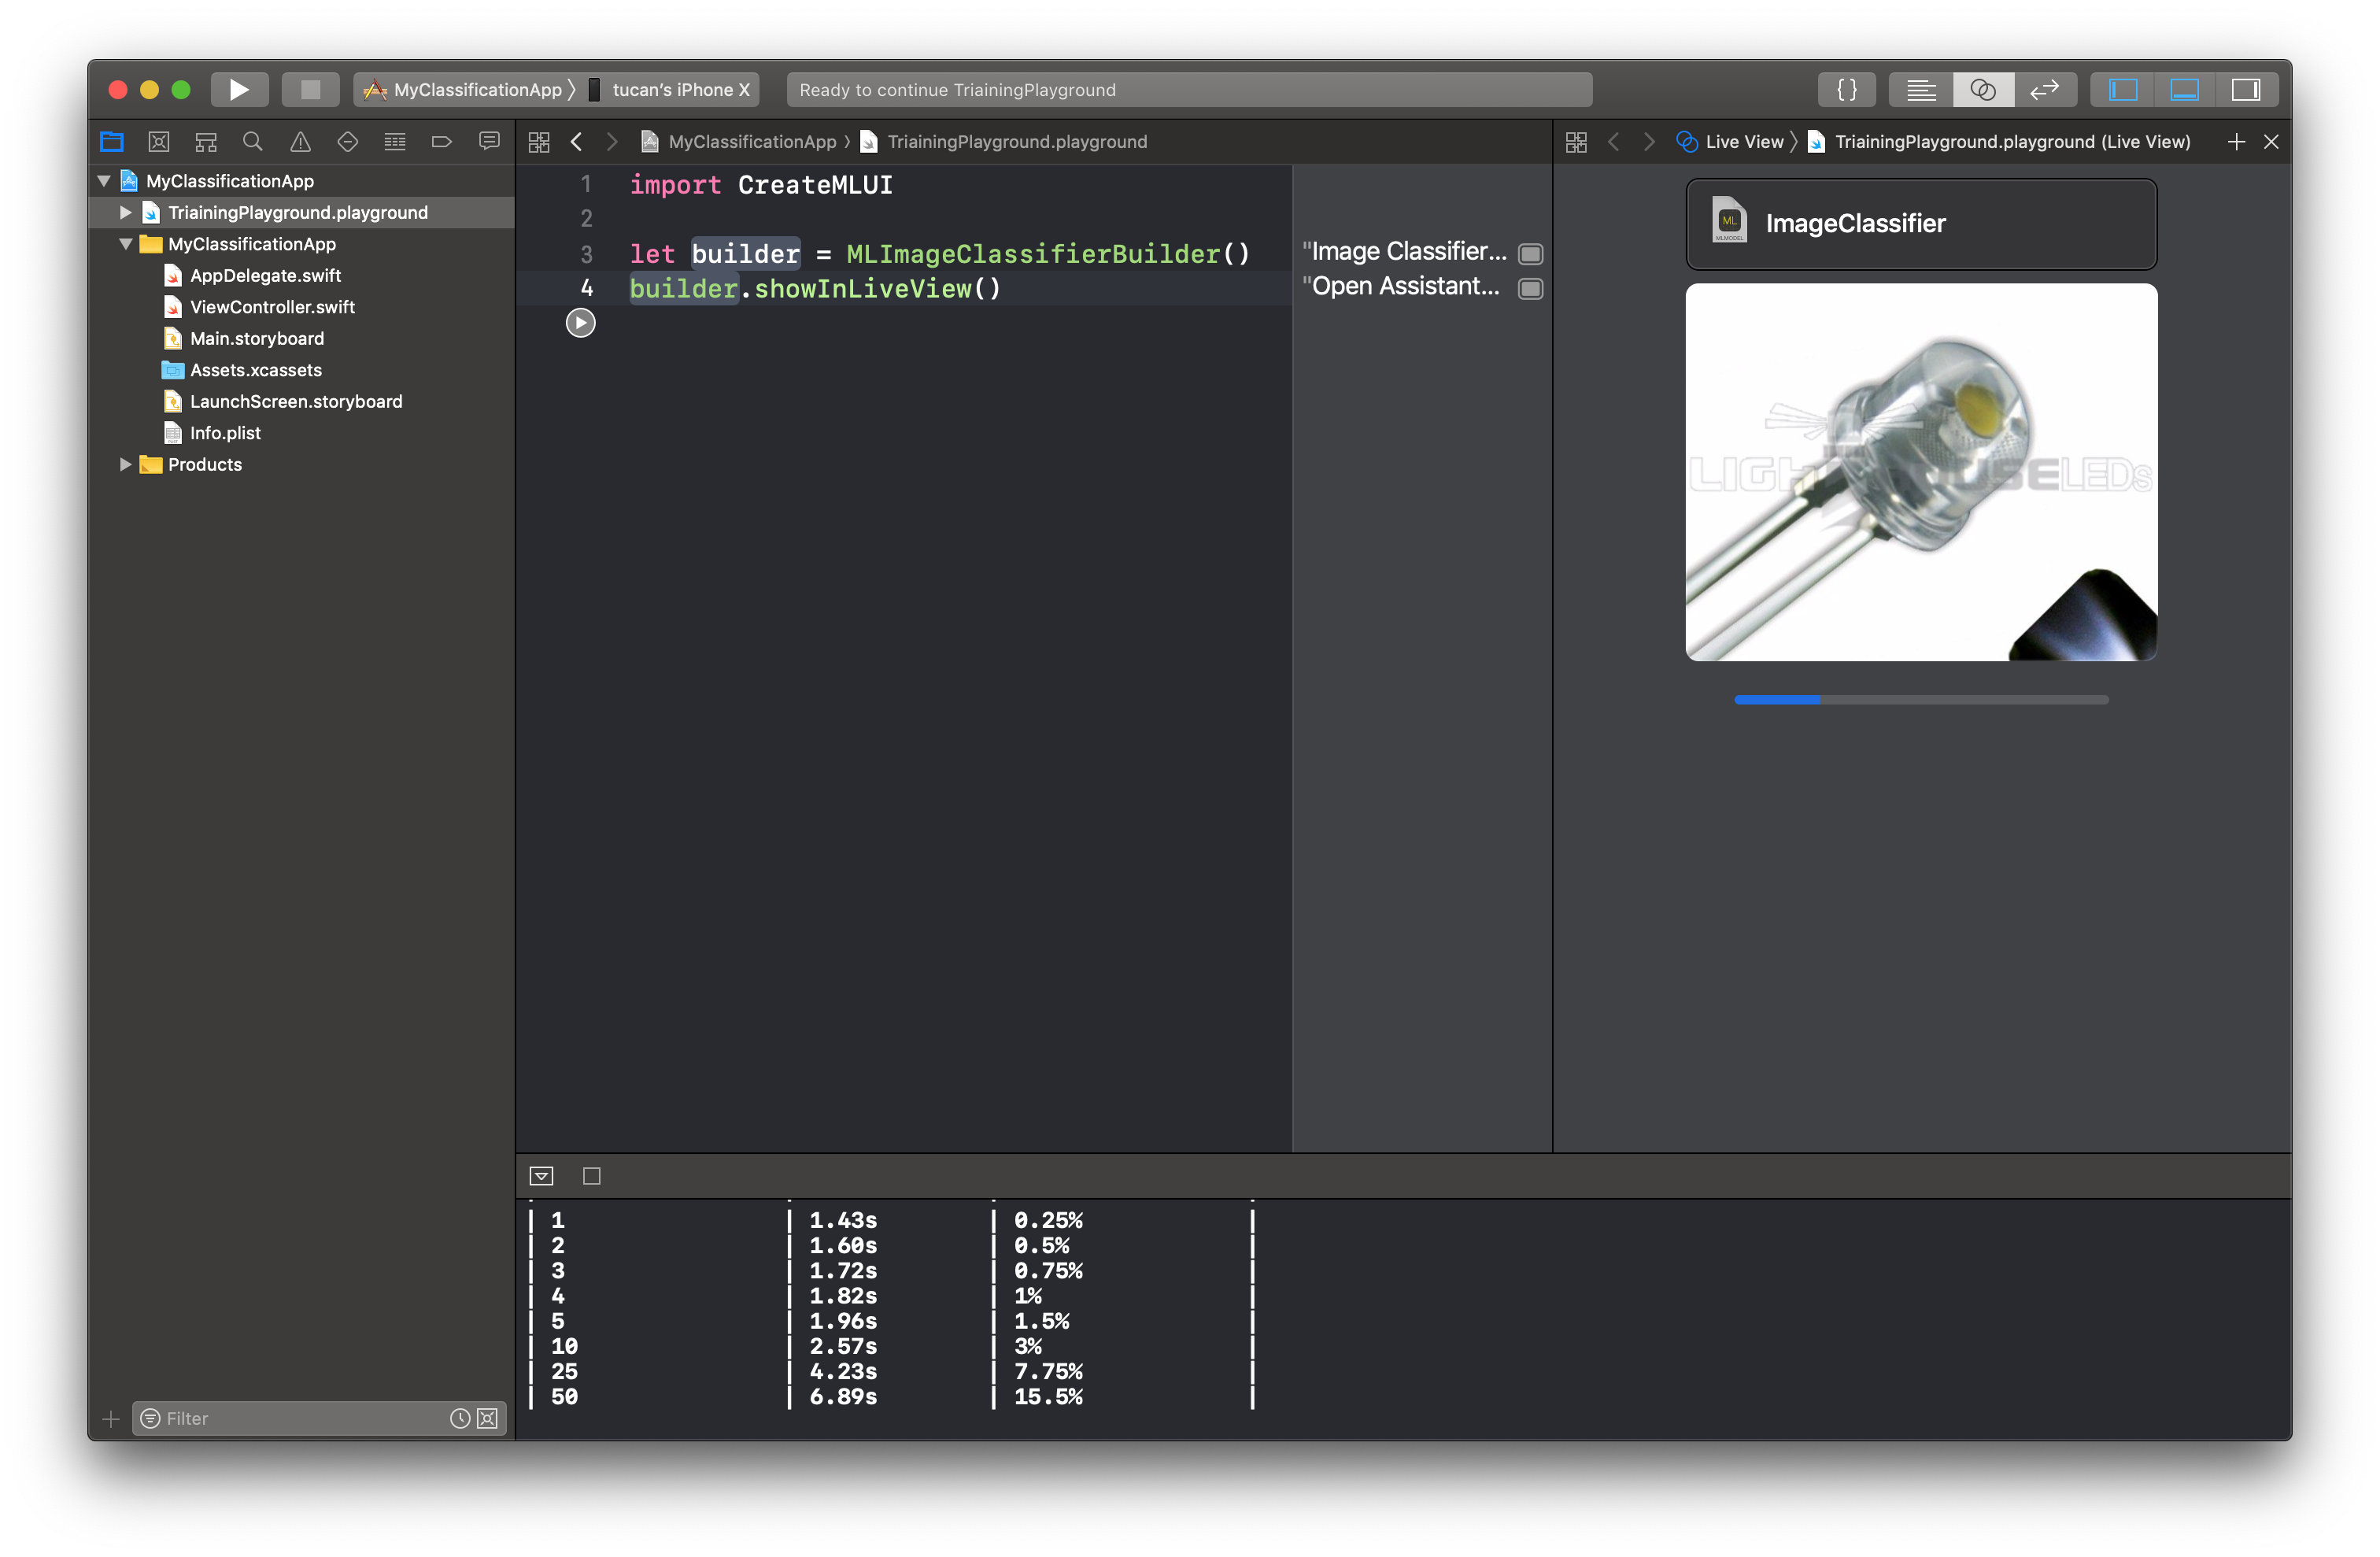 MyClassificationApp 〉 tucan’s iPhone X
Ready to continue TriainingPlayground
{}
MyClassificationApp
TriainingPlayground.playground
MyClassificationApp
AppDelegate.swift
ViewController.swift
Main.storyboard
Assets.xcassets
LaunchScreen.storyboard
Info.plist
Products
Filter
MyClassificationApp 〉 TriainingPlayground.playground
1 import CreateMLUI
2
3 let builder = MLImageClassifierBuilder()
4 builder.showInLiveView()
"Image Classifier...
"Open Assistant...
Live View 〉 TriainingPlayground.playground (Live View)
ML
MLMODEL
ImageClassifier
LEDs
| 1 | 1.43s | 0.25% |
| 2 | 1.60s | 0.5% |
| 3 | 1.72s | 0.75% |
| 4 | 1.82s | 1% |
| 5 | 1.96s | 1.5% |
| 10 | 2.57s | 3% |
| 25 | 4.23s | 7.75% |
| 50 | 6.89s | 15.5% |